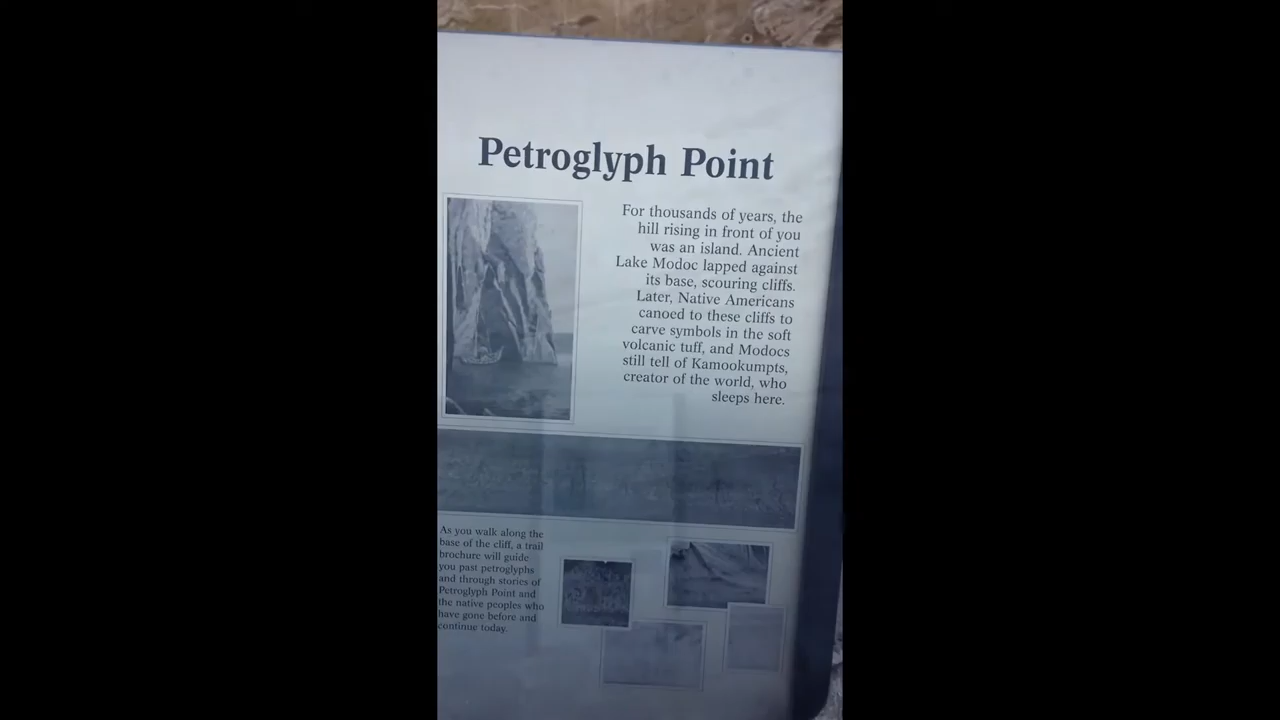 Petroglyph Point
For thousands of years, the
hill rising in front of you
was an island. Ancient
Lake Modoc lapped against
its base, scouring cliffs.
Later, Native Americans
canoed to these cliffs to
carve symbols in the soft
volcanic tuff, and Modocs
still tell of Kamookumpts,
creator of the world, who
sleeps here.
As you walk along the
base of the cliff, a trail
brochure will guide
you past petroglyphs
and through stories of
Petroglyph Point and
the native peoples who
have gone before and
continue today.